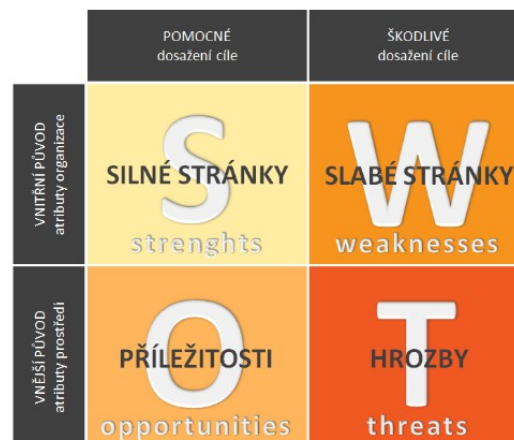 POMOCNÉ
dosažení cíle
ŠKODLIVÉ
dosažení cíle
VNITŘNÍ PŮVOD
atributy organizace
S
SILNÉ STRÁNKY
strenghts
W
SLABÉ STRÁNKY
weaknesses
VNĚJŠÍ PŮVOD
atributy prostředí
O
PŘÍLEŽITOSTI
opportunities
T
HROZBY
threats